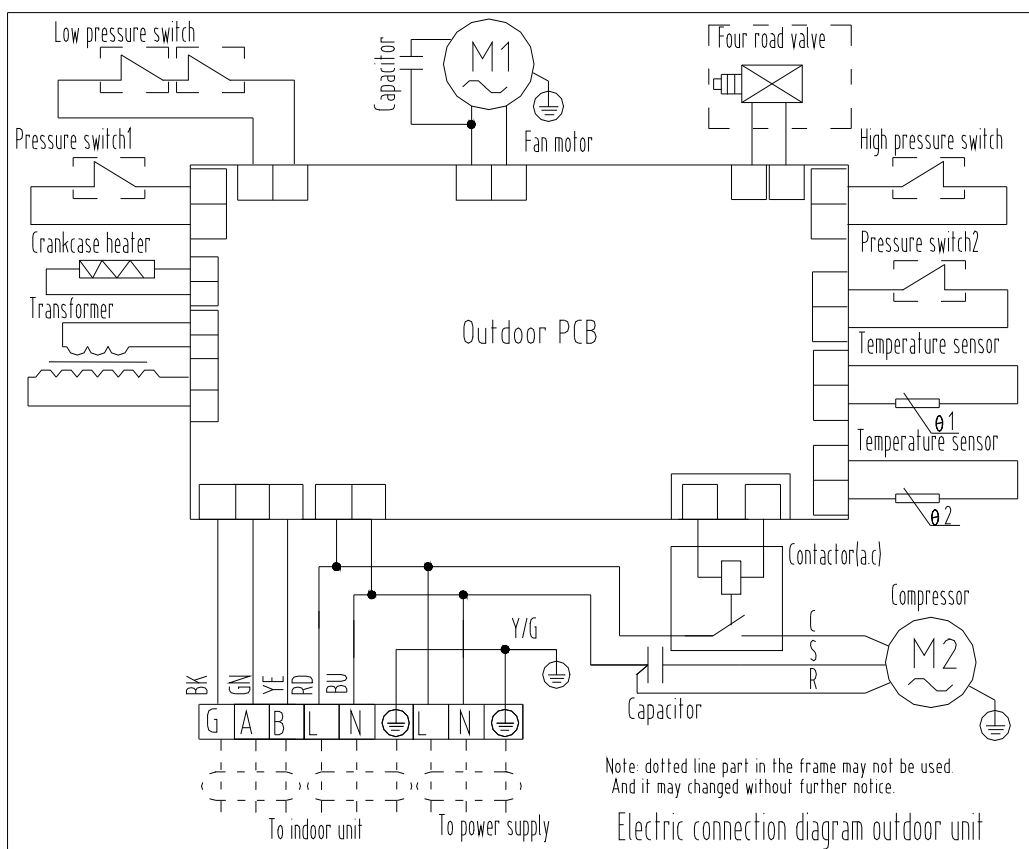 Low pressure switch
Capacitor
M1
Four road valve
Fan motor
Pressure switch1
High pressure switch
Crankcase heater
Pressure switch2
Transformer
Outdoor PCB
Temperature sensor
θ1
Temperature sensor
θ2
Contactor(a.c)
Compressor
C
S
R
M2
Y/G
BK
GN
YE
RD
BU
Capacitor
G A B L N L N
To indoor unit
To power supply
Note: dotted line part in the frame may not be used.
And it may changed without further notice.
Electric connection diagram outdoor unit